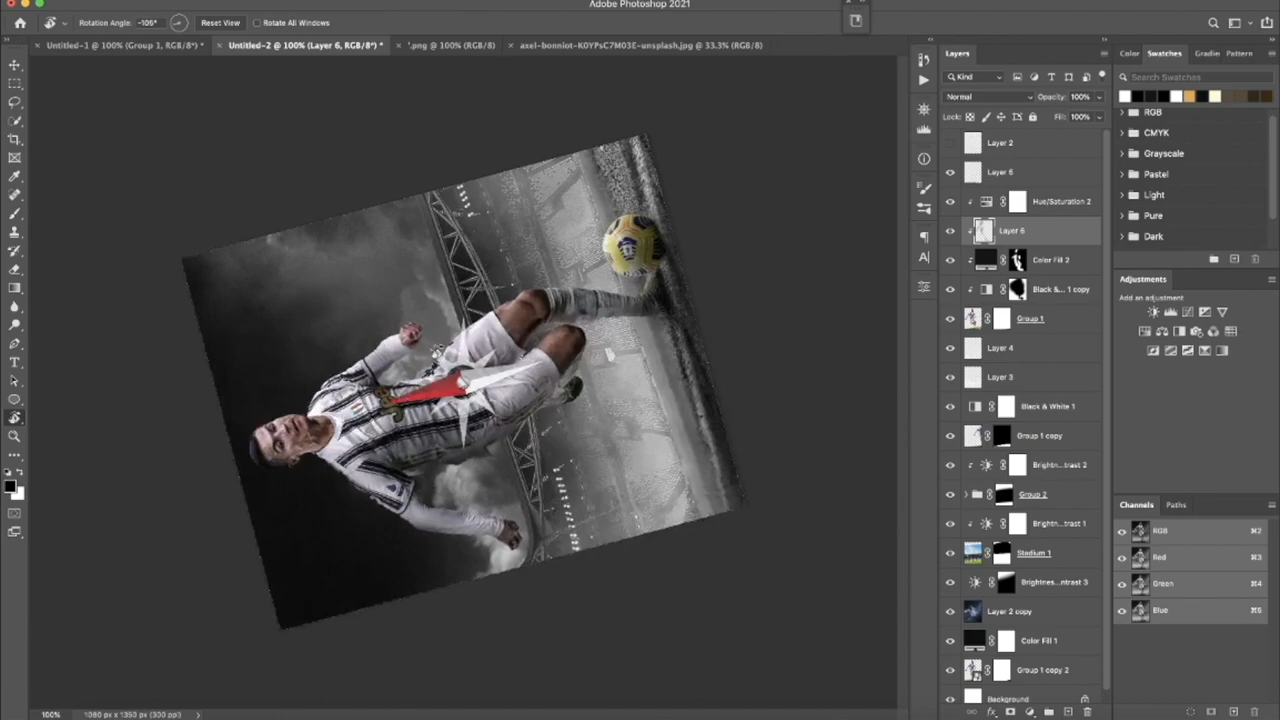 Adobe Photoshop 2021
Rotation Angle: -105°
Reset View
Rotate All Windows
Untitled-1 @ 100% (Group 1, RGB/8*) *
Untitled-2 @ 100% (Layer 6, RGB/8*) *
'.png @ 100% (RGB/8)
axel-bonniot-K0YPsC7M03E-unsplash.jpg @ 33.3% (RGB/8)
Layers
Kind
Normal
Opacity: 100%
Lock:
Fill: 100%
Layer 2
Layer 6
Hue/Saturation 2
Layer 6
Color Fill 2
Black &... 1 copy
Group 1
Layer 4
Layer 3
Black & White 1
Group 1 copy
Brightn...trast 2
Group 2
Brightn...trast 1
Stadium 1
Brightnes...ntrast 3
Layer 2 copy
Color Fill 1
Group 1 copy 2
Background
fx
Color
Swatches
Gradie
Pattern
Search Swatches
RGB
CMYK
Grayscale
Pastel
Light
Pure
Dark
Adjustments
Add an adjustment
Channels
Paths
RGB ⌘2
Red ⌘3
Green ⌘4
Blue ⌘5
100%
1080 px x 1350 px (300 ppi)